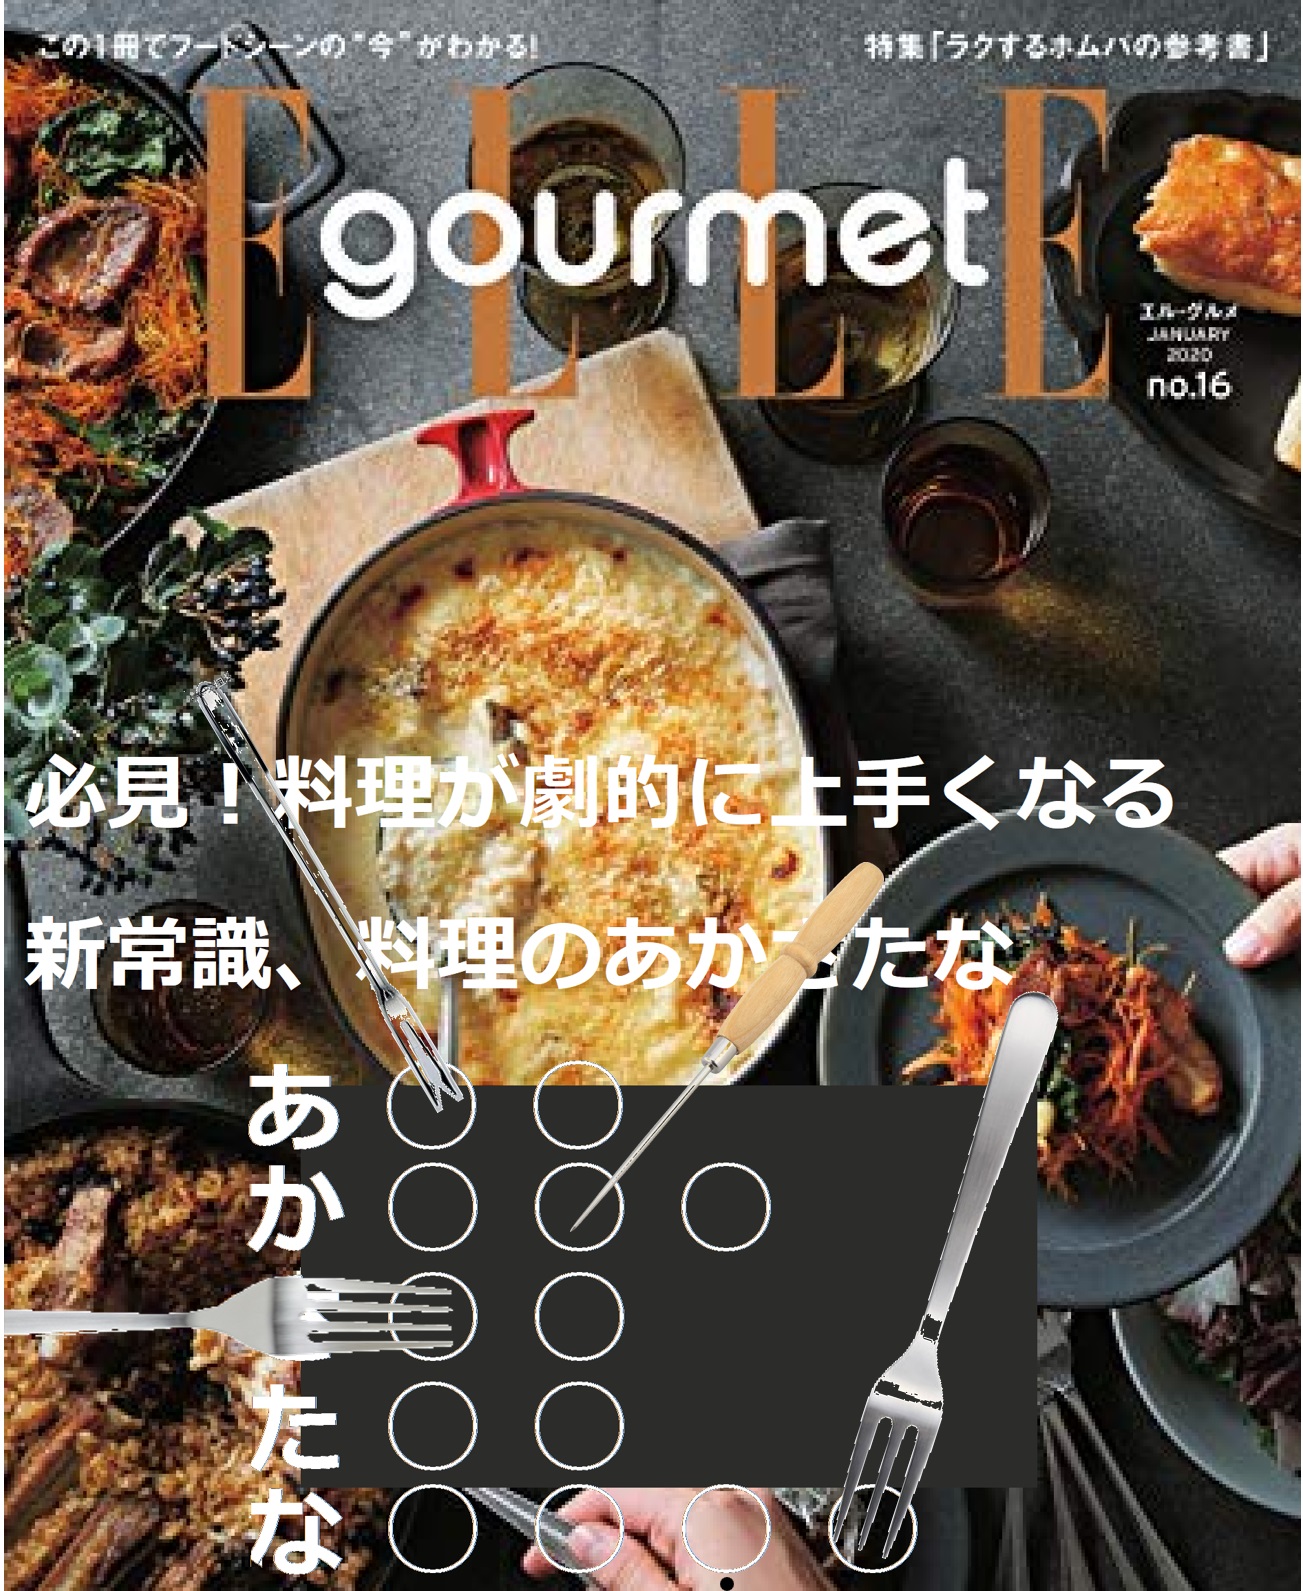 この1冊でフードシーンの“今”がわかる!
特集「ラクするホムパの参考書」
ELLE
gourmet
エル・グルメ
JANUARY
2020
no.16
必見！料理が劇的に上手くなる
新常識、料理のあかさたな
あか
たな